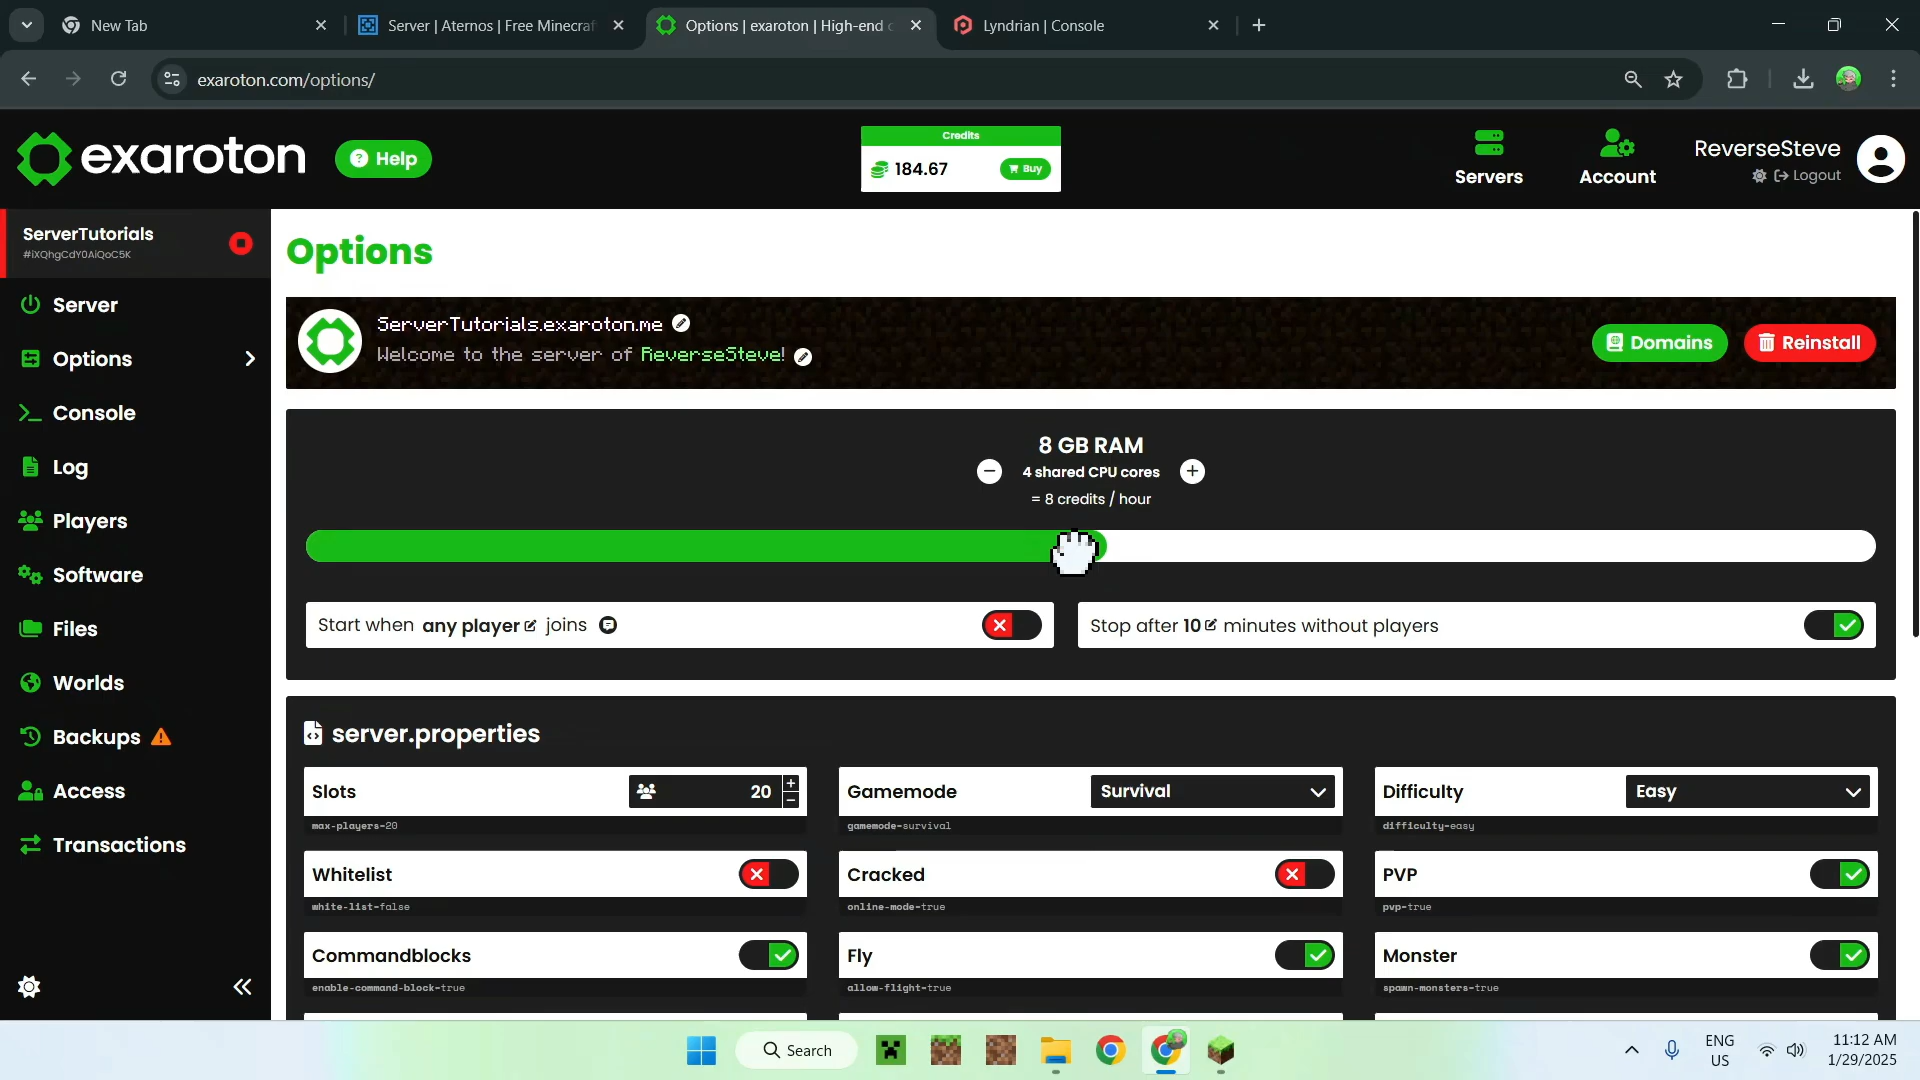 New Tab
Server | Aternos | Free Minecraf
Options | exaroton | High-end
Lyndrian | Console
exaroton.com/options/
exaroton
Help
Credits
184.67
Buy
Servers
Account
ReverseSteve
Logout
ServerTutorials
#iXQhgCdY0AiQoC5K
Server
Options
Console
Log
Players
Software
Files
Worlds
Backups
Access
Transactions
Options
ServerTutorials.exaroton.me
Welcome to the server of ReverseSteve!
Domains
Reinstall
8 GB RAM
4 shared CPU cores
= 8 credits / hour
Start when any player joins
Stop after 10 minutes without players
server.properties
Slots
20
max-players=20
Gamemode
Survival
gamemode=survival
Difficulty
Easy
difficulty=easy
Whitelist
white-list=false
Cracked
online-mode=true
PVP
pvp=true
Commandblocks
enable-command-block=true
Fly
allow-flight=true
Monster
spawn-monsters=true
Search
ENG
US
11:12 AM
1/29/2025